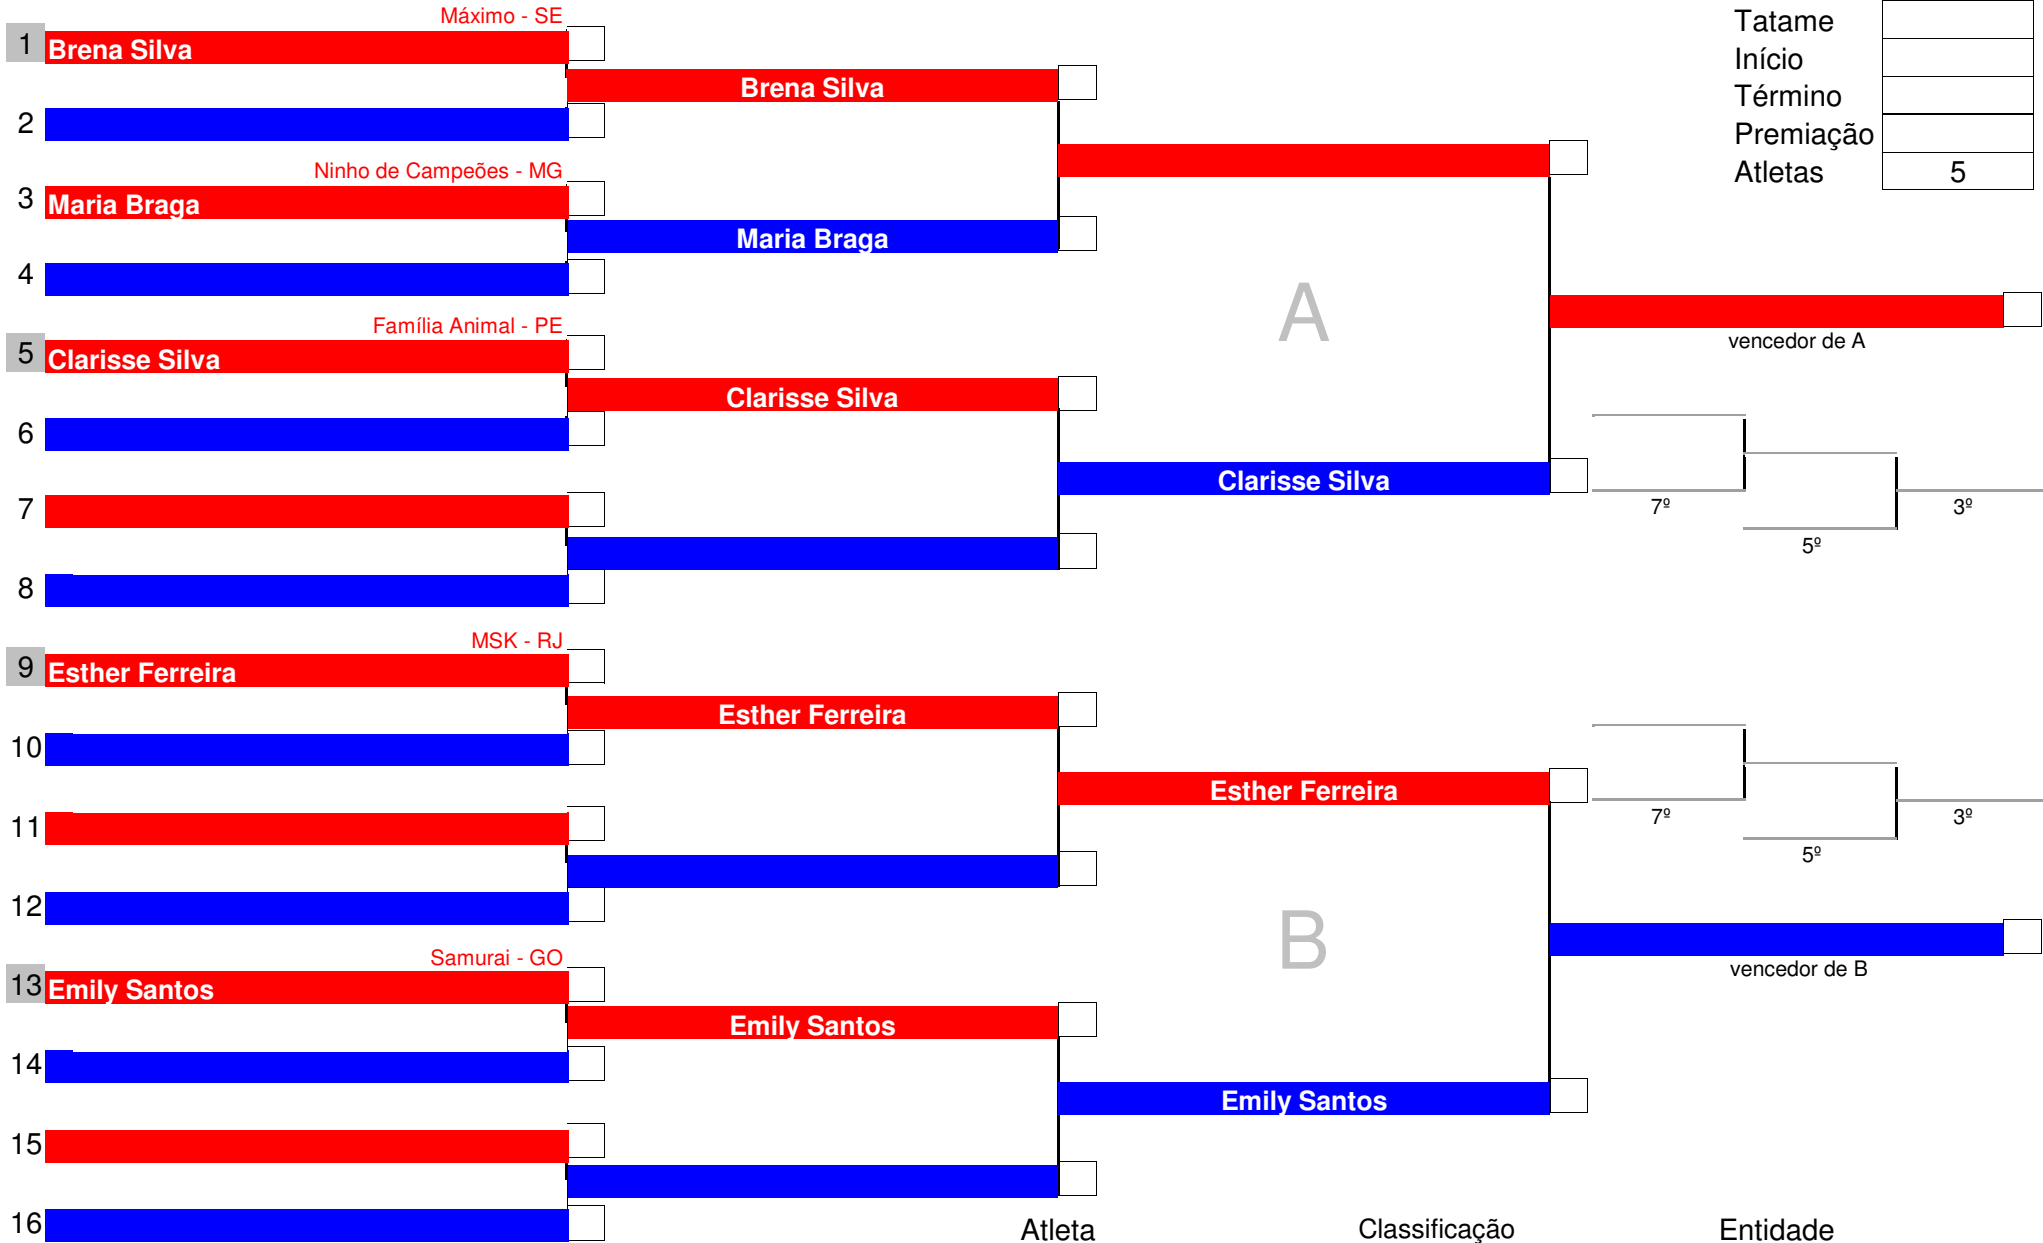 Máximo - SE
1 Brena Silva
Brena Silva
2
Ninho de Campeões - MG
3 Maria Braga
Maria Braga
4
Família Animal - PE
5 Clarisse Silva
Clarisse Silva
6
Clarisse Silva
7
8
MSK - RJ
9 Esther Ferreira
Esther Ferreira
10
Esther Ferreira
11
12
Samurai - GO
13 Emily Santos
Emily Santos
14
Emily Santos
15
16
A
B
Tatame
Início
Término
Premiação
Atletas 5
vencedor de A
7º
3º
5º
7º
3º
5º
vencedor de B
Atleta Classificação Entidade